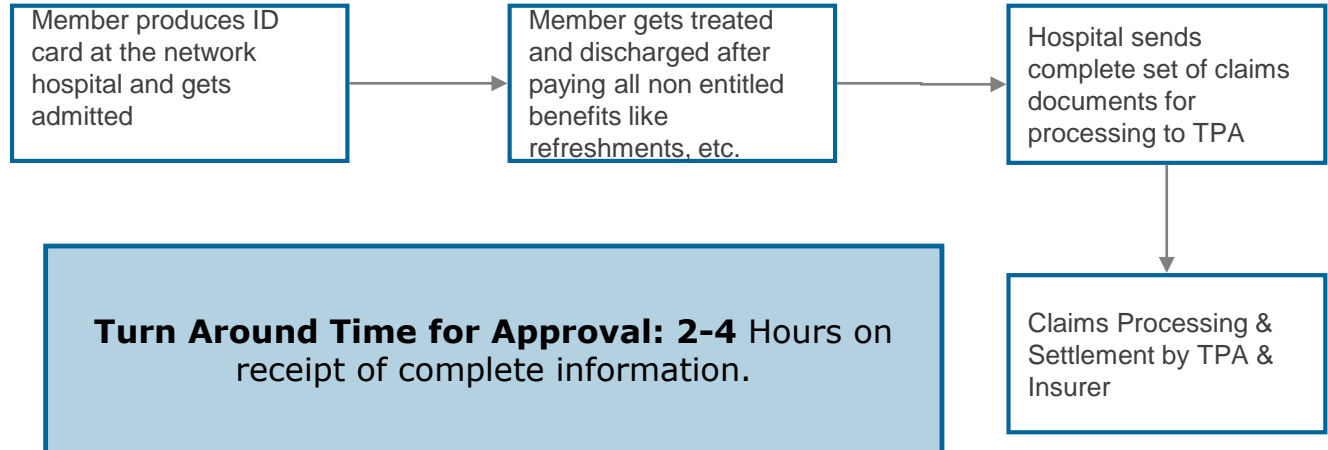 Member produces ID
card at the network
hospital and gets
admitted
Member gets treated
and discharged after
paying all non entitled
benefits like
refreshments, etc.
Hospital sends
complete set of claims
documents for
processing to TPA
Turn Around Time for Approval: 2-4 Hours on
receipt of complete information.
Claims Processing &
Settlement by TPA &
Insurer